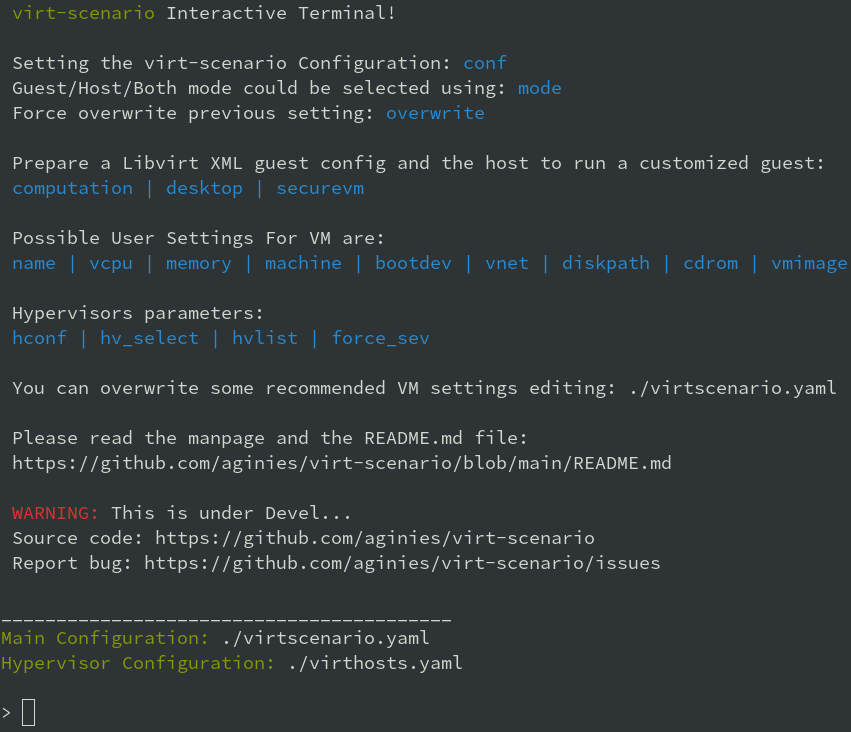 virt-scenario Interactive Terminal!
Setting the virt-scenario Configuration: conf
Guest/Host/Both mode could be selected using: mode
Force overwrite previous setting: overwrite
Prepare a Libvirt XML guest config and the host to run a customized guest:
computation | desktop | securevm
Possible User Settings For VM are:
name | vcpu | memory | machine | bootdev | vnet | diskpath | cdrom | vmimage
Hypervisors parameters:
hconf | hv_select | hvlist | force_sev
You can overwrite some recommended VM settings editing: ./virtscenario.yaml
Please read the manpage and the README.md file:
https://github.com/aginies/virt-scenario/blob/main/README.md
WARNING: This is under Devel...
Source code: https://github.com/aginies/virt-scenario
Report bug: https://github.com/aginies/virt-scenario/issues
_________________________________________
Main Configuration: ./virtscenario.yaml
Hypervisor Configuration: ./virthosts.yaml
>